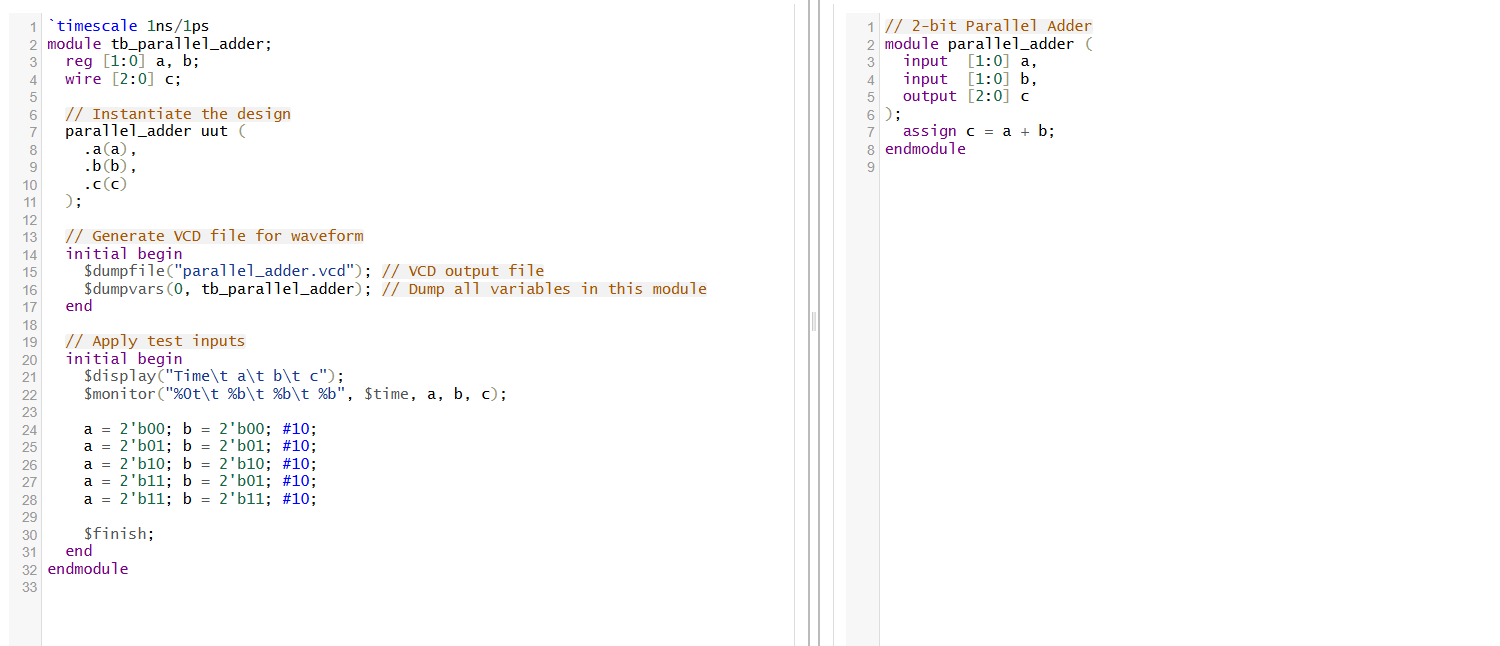 1 `timescale 1ns/1ps
2 module tb_parallel_adder;
3 reg [1:0] a, b;
4 wire [2:0] c;
5
6 // Instantiate the design
7 parallel_adder uut (
8 .a(a),
9 .b(b),
10 .c(c)
11 );
12
13 // Generate VCD file for waveform
14 initial begin
15 $dumpfile("parallel_adder.vcd"); // VCD output file
16 $dumpvars(0, tb_parallel_adder); // Dump all variables in this module
17 end
18
19 // Apply test inputs
20 initial begin
21 $display("Time\t a\t b\t c");
22 $monitor("%0t\t %b\t %b\t %b", $time, a, b, c);
23
24 a = 2'b00; b = 2'b00; #10;
25 a = 2'b01; b = 2'b01; #10;
26 a = 2'b10; b = 2'b10; #10;
27 a = 2'b11; b = 2'b01; #10;
28 a = 2'b11; b = 2'b11; #10;
29
30 $finish;
31 end
32 endmodule
33
1 // 2-bit Parallel Adder
2 module parallel_adder (
3 input [1:0] a,
4 input [1:0] b,
5 output [2:0] c
6 );
7 assign c = a + b;
8 endmodule
9